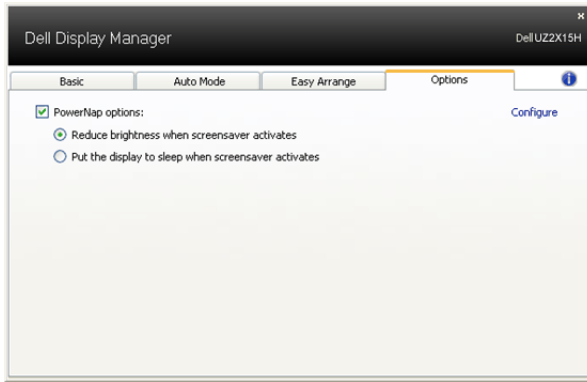 Dell Display Manager
Dell UZ2X15H
Basic
Auto Mode
Easy Arrange
Options
PowerNap options:
Configure
Reduce brightness when screensaver activates
Put the display to sleep when screensaver activates